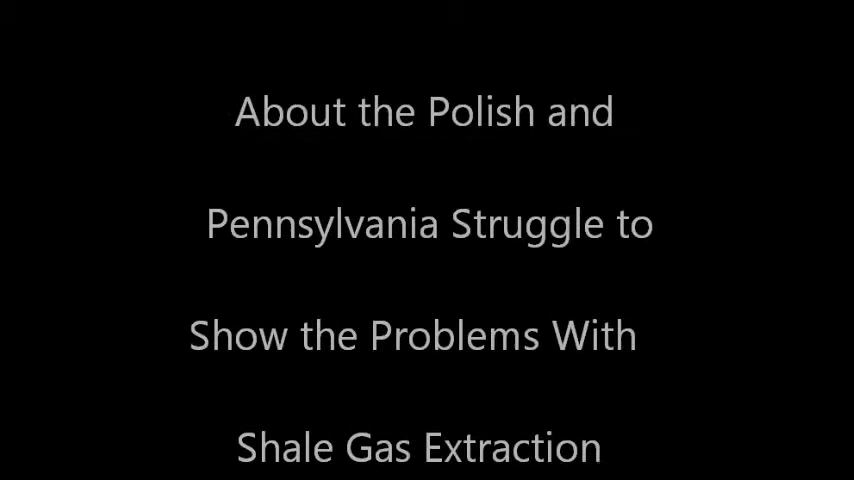 About the Polish and
Pennsylvania Struggle to
Show the Problems With
Shale Gas Extraction